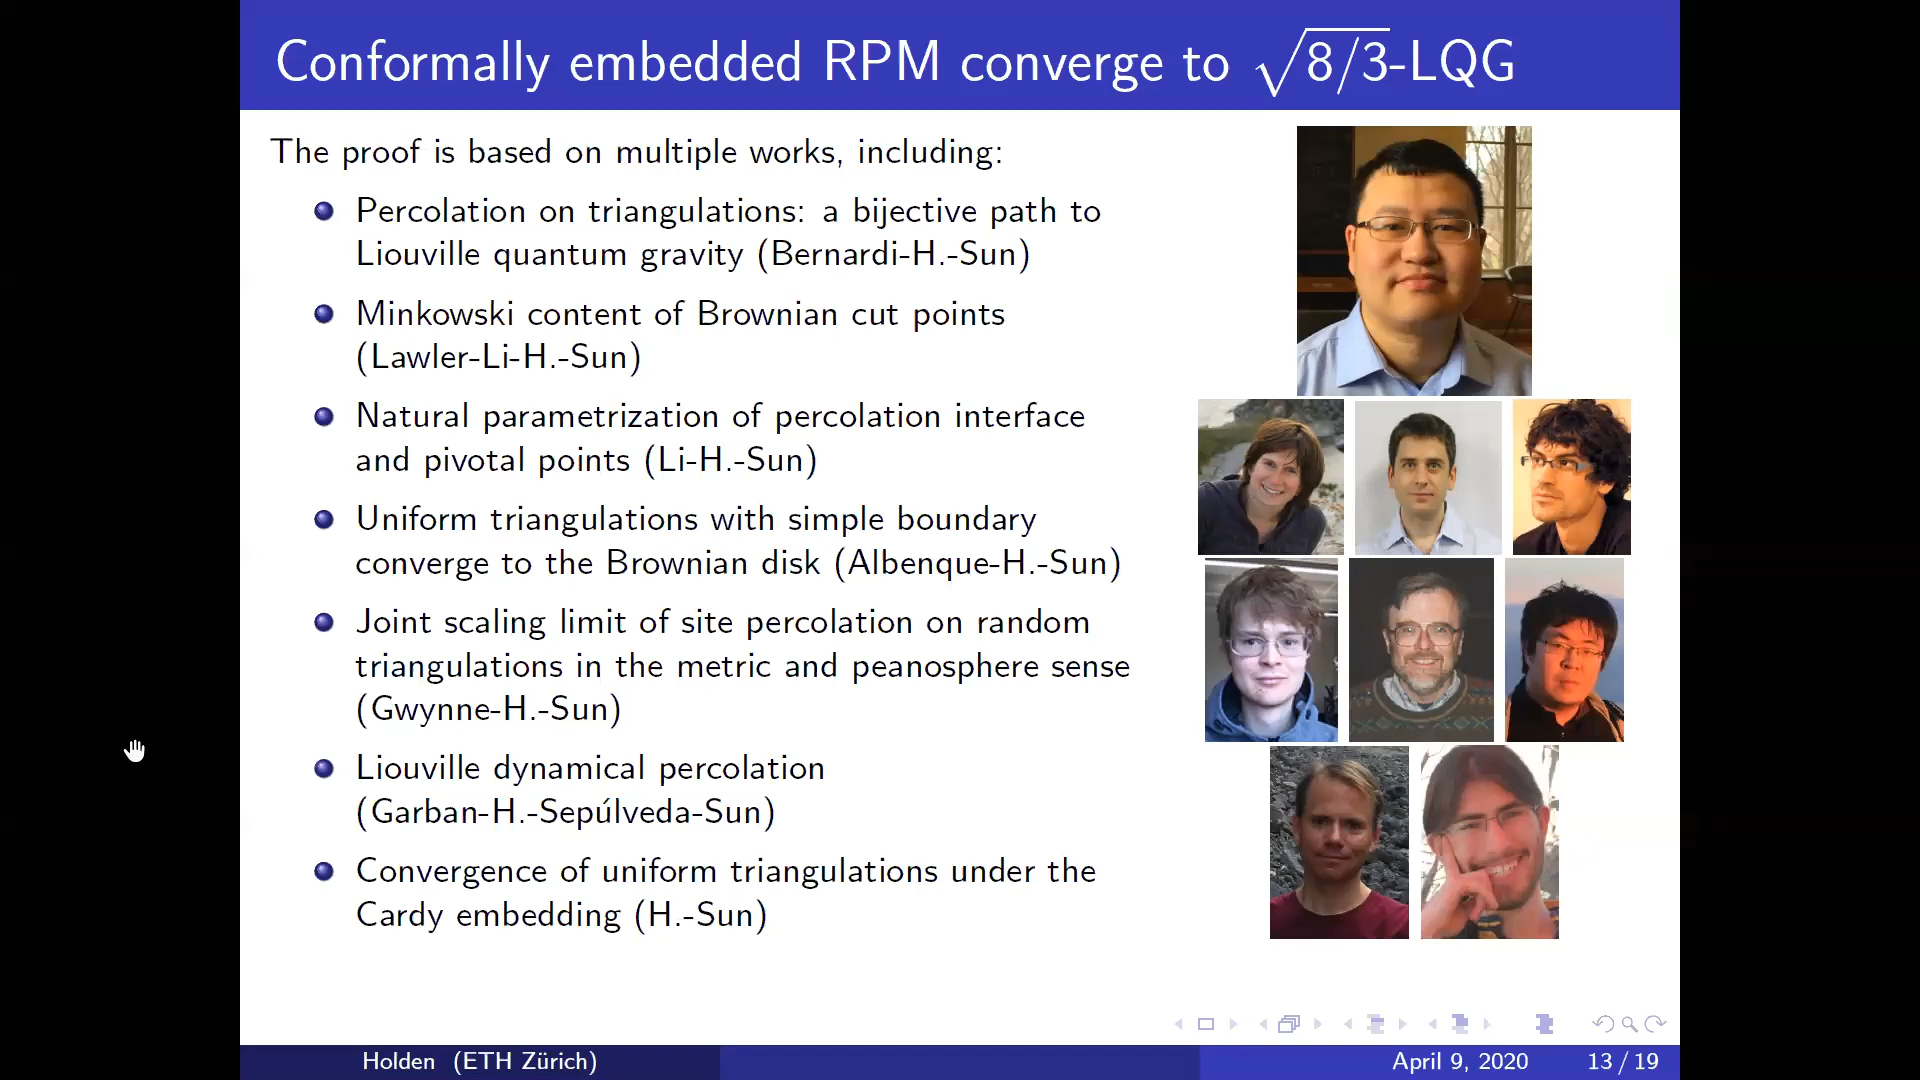 Conformally embedded RPM converge to √8/3-LQG
The proof is based on multiple works, including:
Percolation on triangulations: a bijective path to
Liouville quantum gravity (Bernardi-H.-Sun)
Minkowski content of Brownian cut points
(Lawler-Li-H.-Sun)
Natural parametrization of percolation interface
and pivotal points (Li-H.-Sun)
Uniform triangulations with simple boundary
converge to the Brownian disk (Albenque-H.-Sun)
Joint scaling limit of site percolation on random
triangulations in the metric and peanosphere sense
(Gwynne-H.-Sun)
Liouville dynamical percolation
(Garban-H.-Sepúlveda-Sun)
Convergence of uniform triangulations under the
Cardy embedding (H.-Sun)
Holden (ETH Zürich)
April 9, 2020
13 / 19